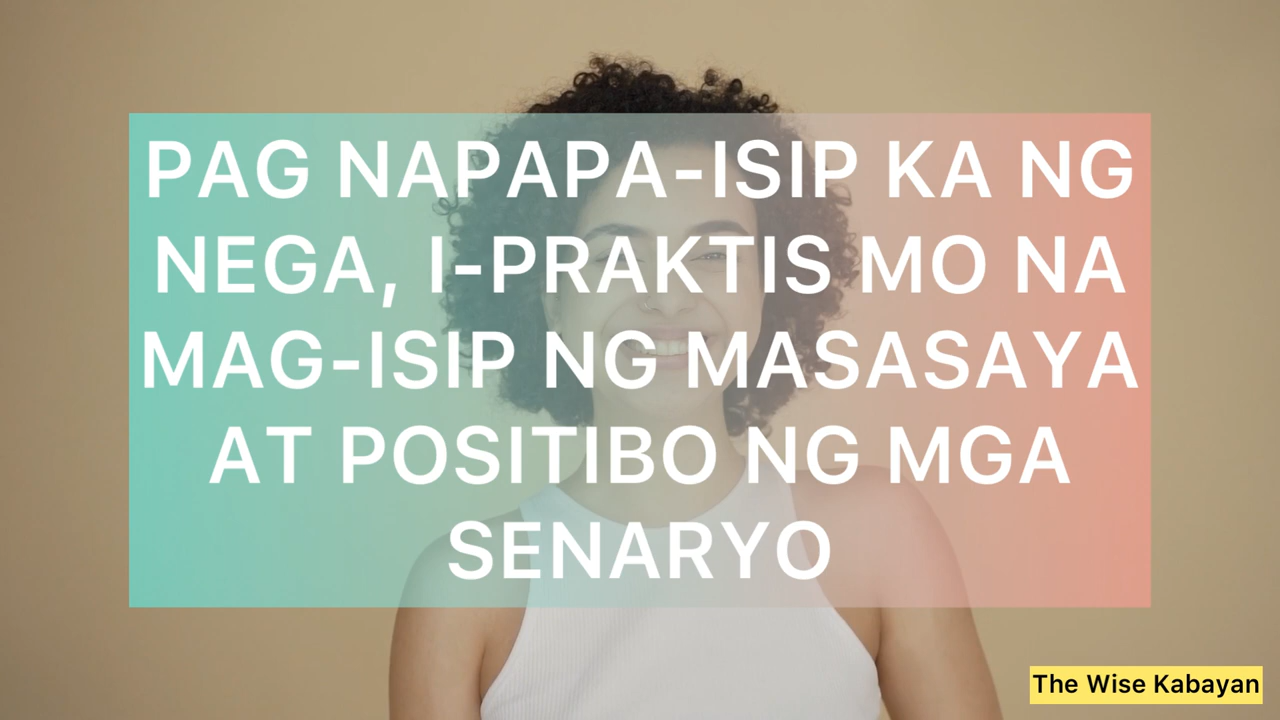 PAG NAPAPA-ISIP KA NG
NEGA, I-PRAKTIS MO NA
MAG-ISIP NG MASASAYA
AT POSITIBO NG MGA
SENARYO
The Wise Kabayan